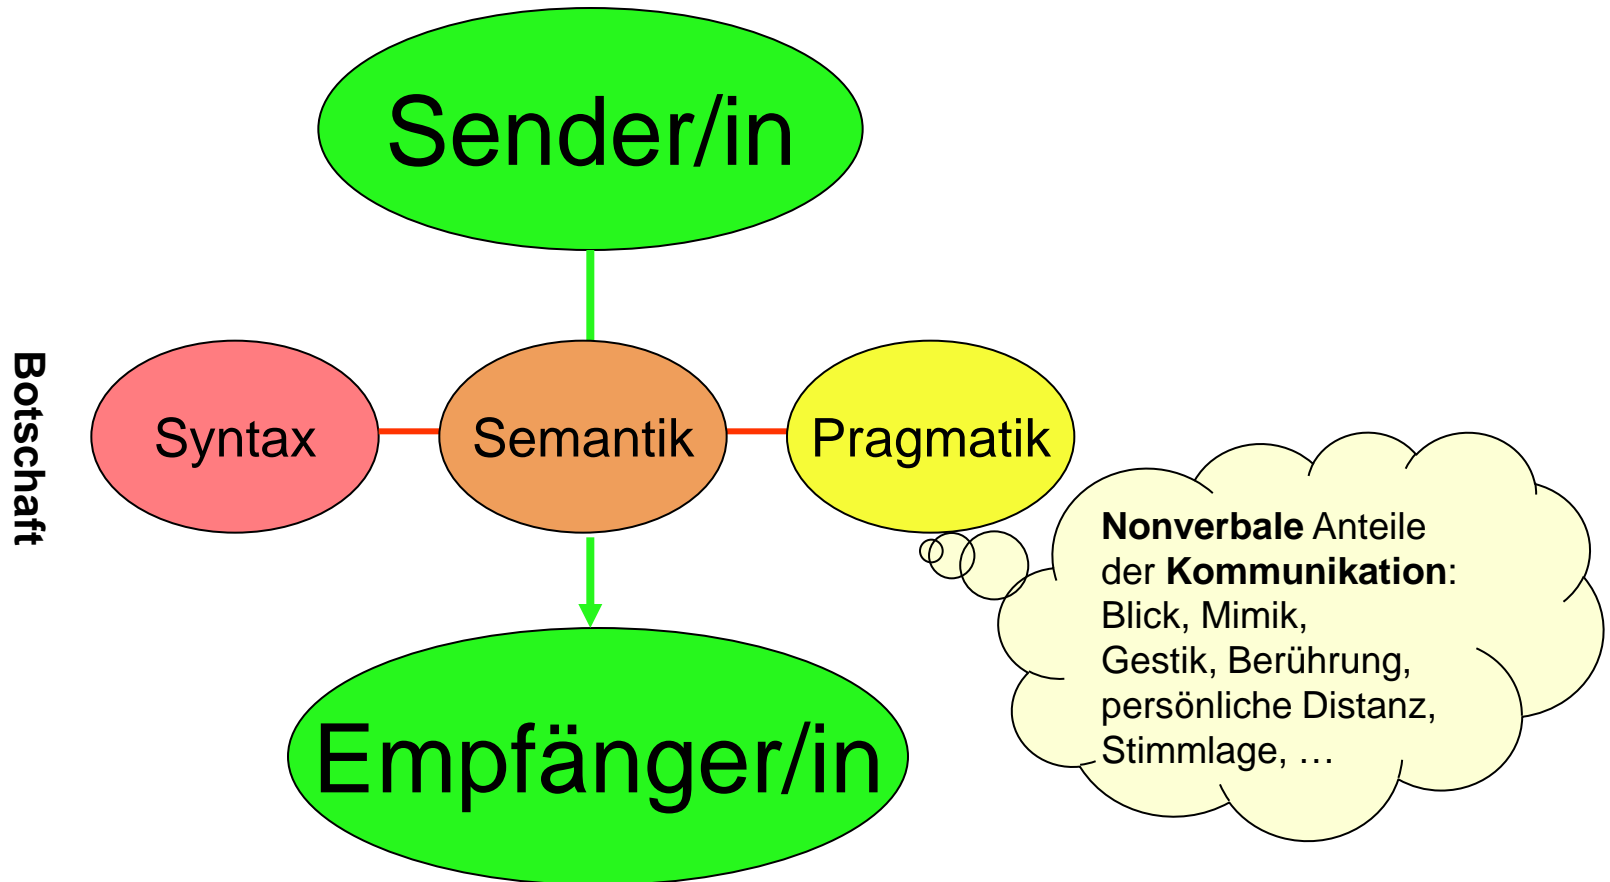 Sender/in
Botschaft
Syntax
Semantik
Pragmatik
Nonverbale Anteile
der Kommunikation:
Blick, Mimik,
Gestik, Berührung,
persönliche Distanz,
Stimmlage, …
Empfänger/in